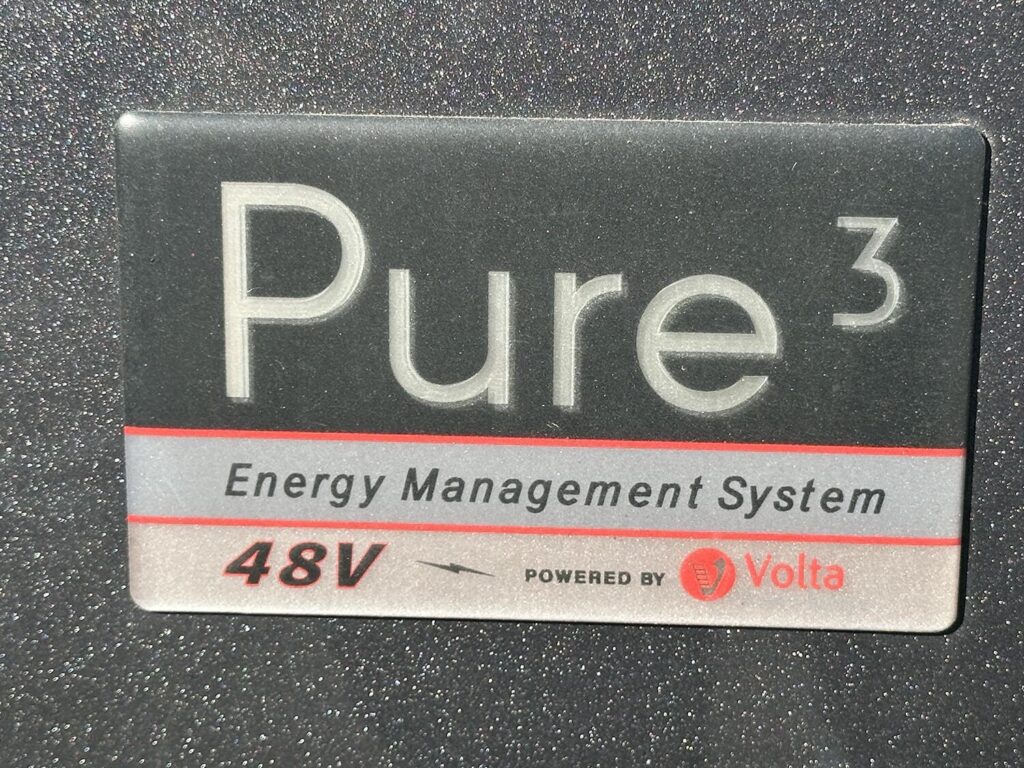 Pure³
Energy Management System
48V POWERED BY Volta